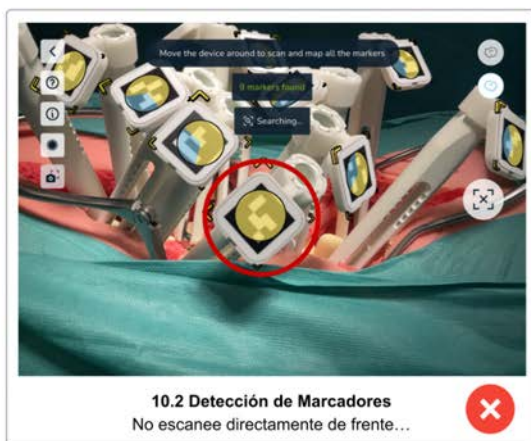 Move the device around to scan and map all the markers
9 markers found
Searching...
10.2 Detección de Marcadores
No escanee directamente de frente…